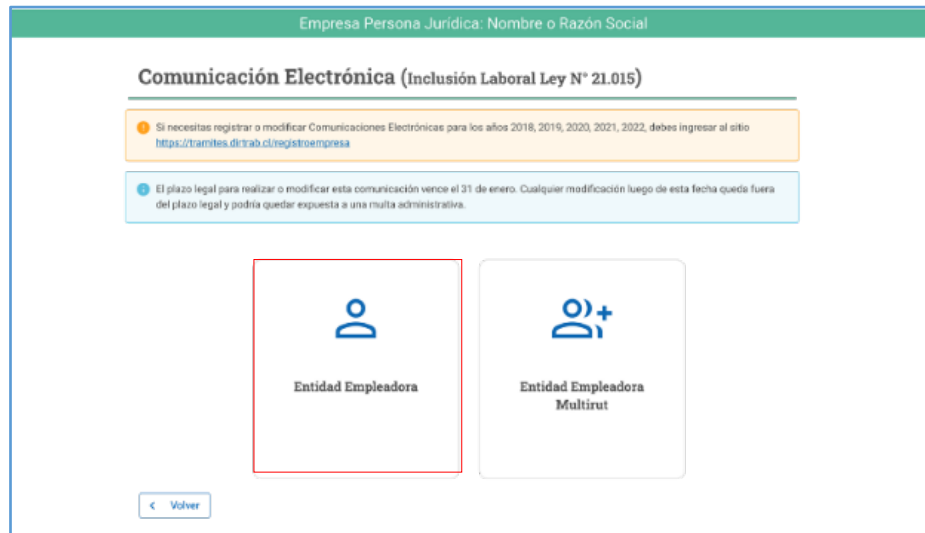 Empresa Persona Jurídica: Nombre o Razón Social
Comunicación Electrónica (Inclusión Laboral Ley N° 21.015)
Si necesitas registrar o modificar Comunicaciones Electrónicas para los años 2018, 2019, 2020, 2021, 2022, debes ingresar al sitio
https://tramites.dirtrab.cl/registroempresa
El plazo legal para realizar o modificar esta comunicación vence el 31 de enero. Cualquier modificación luego de esta fecha queda fuera
del plazo legal y podría quedar expuesta a una multa administrativa.
Entidad Empleadora
Entidad Empleadora
Multirut
Volver